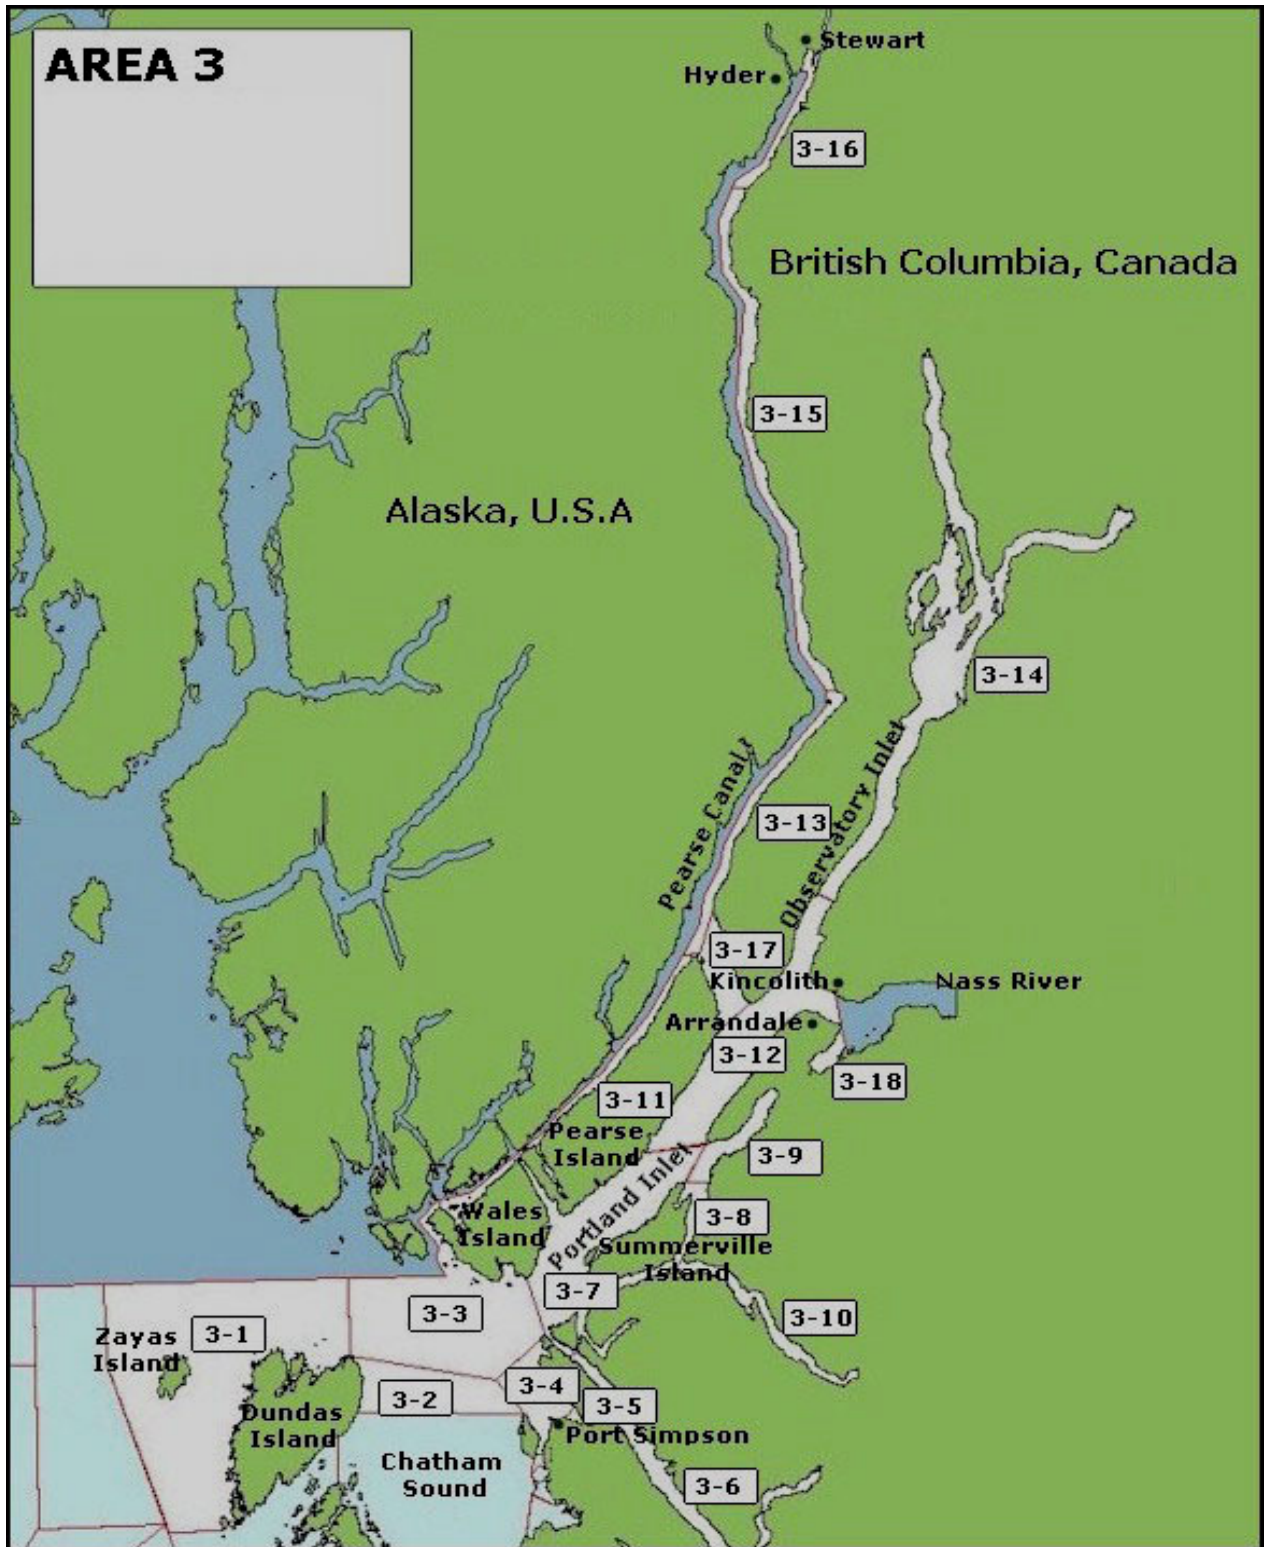 AREA 3
Stewart
Hyder
3-16
British Columbia, Canada
3-15
Alaska, U.S.A
3-14
Pearse Canal
3-13
Observatory Inlet
3-17
Kincolith
Nass River
Arrandale
3-12
3-18
3-11
Pearse
Island
3-9
Portland Inlet
Wales
Island
3-8
Summerville
Island
3-7
3-3
3-10
Zayas
Island
3-1
3-4
3-2
3-5
Dundas
Island
Port Simpson
Chatham
Sound
3-6